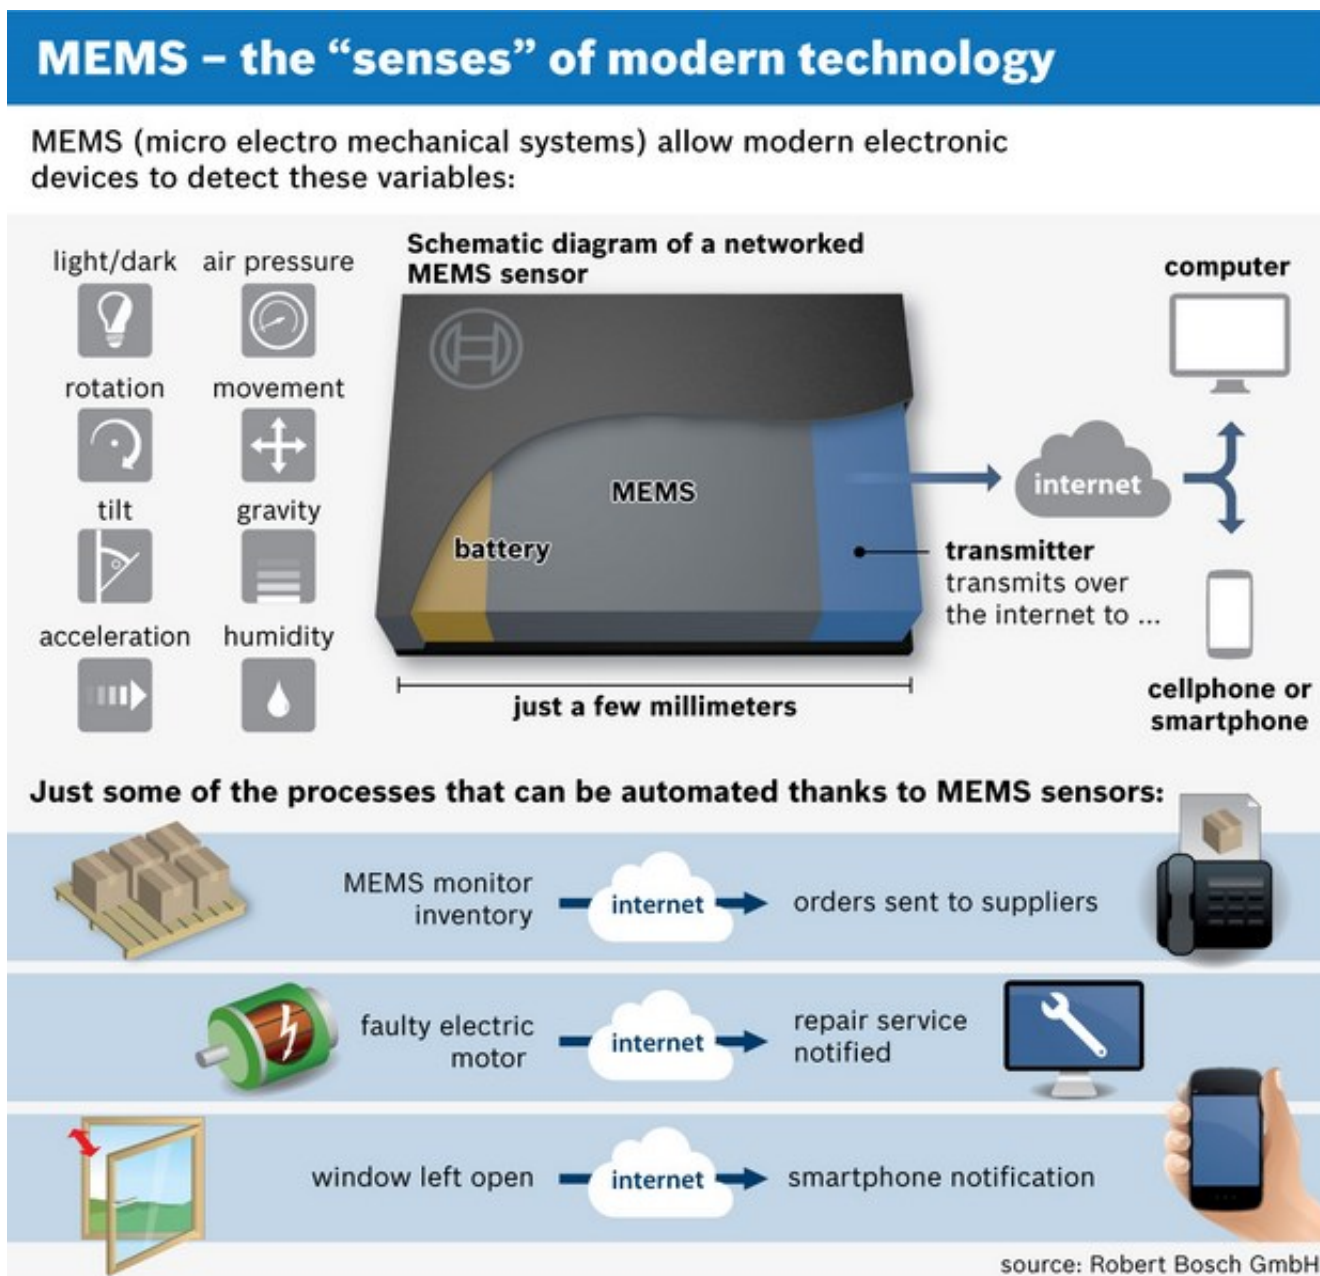 MEMS – the “senses” of modern technology
MEMS (micro electro mechanical systems) allow modern electronic
devices to detect these variables:
light/dark
air pressure
rotation
movement
tilt
gravity
acceleration
humidity
Schematic diagram of a networked
MEMS sensor
MEMS
battery
just a few millimeters
internet
transmitter
transmits over
the internet to ...
computer
cellphone or
smartphone
Just some of the processes that can be automated thanks to MEMS sensors:
MEMS monitor
inventory
internet
orders sent to suppliers
faulty electric
motor
internet
repair service
notified
window left open
internet
smartphone notification
source: Robert Bosch GmbH